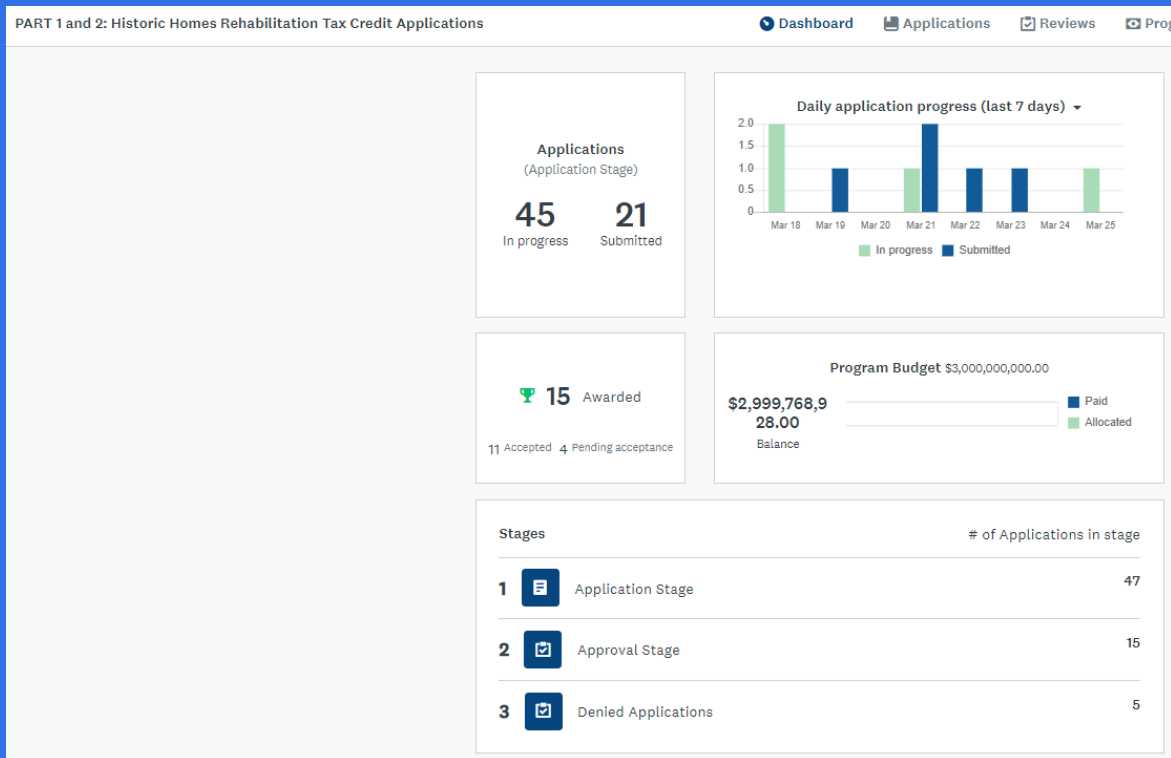 PART 1 and 2: Historic Homes Rehabilitation Tax Credit Applications
Dashboard
Applications
Reviews
Applications
(Application Stage)
45
21
In progress
Submitted
Daily application progress (last 7 days)
2.0
1.5
1.0
0.5
0
Mar 18 Mar 19 Mar 20 Mar 21 Mar 22 Mar 23 Mar 24 Mar 25
In progress Submitted
15 Awarded
11 Accepted 4 Pending acceptance
Program Budget $3,000,000,000.00
$2,999,768,9
28.00
Balance
Paid
Allocated
Stages
# of Applications in stage
1 Application Stage 47
2 Approval Stage 15
3 Denied Applications 5